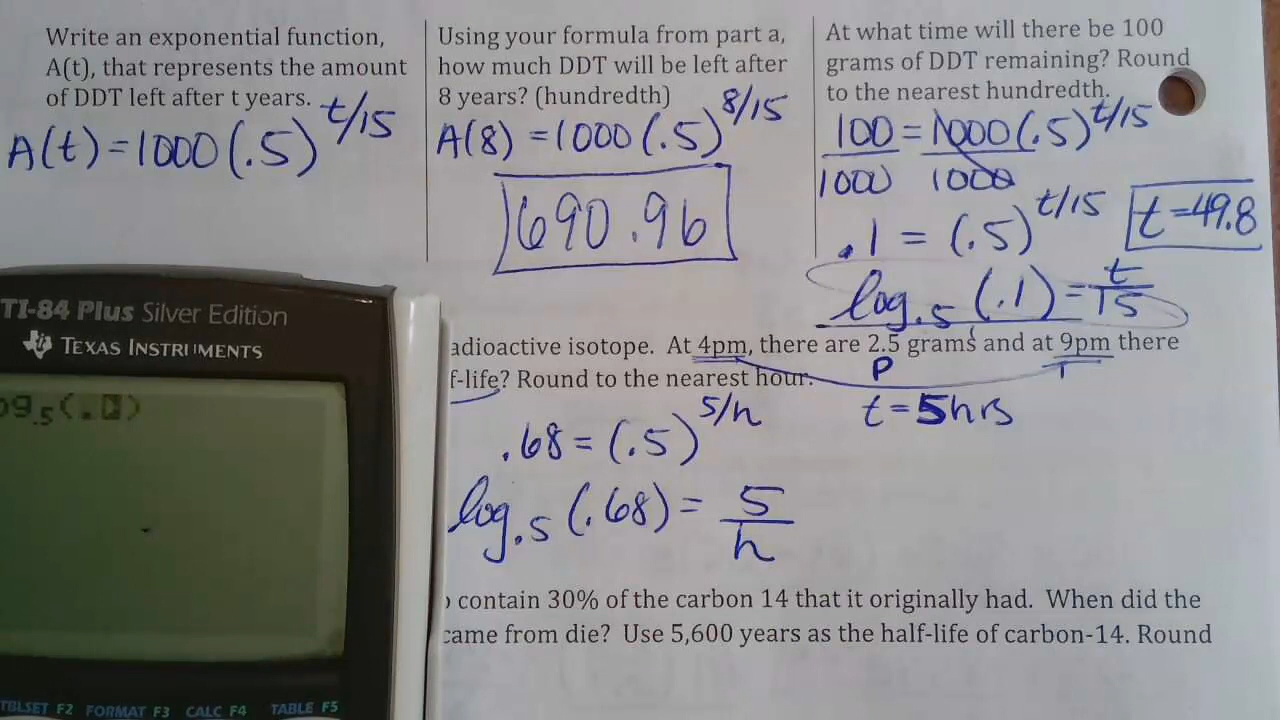 Write an exponential function,
A(t), that represents the amount
of DDT left after t years.
A(t) = 1000 (.5)^t/15
Using your formula from part a,
how much DDT will be left after
8 years? (hundredth)
A(8) = 1000 (.5)^8/15
690.96
At what time will there be 100
grams of DDT remaining? Round
to the nearest hundredth.
100 = 1000 (.5)^t/15
1000 1000
.1 = (.5)^t/15
t = 49.8
log.5 (.1) = t/15
TI-84 Plus Silver Edition
TEXAS INSTRUMENTS
og.5(.
adioactive isotope. At 4pm, there are 2.5 grams and at 9pm there
f-life? Round to the nearest hour.
P
t = 5hrs
.68 = (.5)^5/h
log.5 (.68) = 5/h
contain 30% of the carbon 14 that it originally had. When did the
came from die? Use 5,600 years as the half-life of carbon-14. Round
TBLSET F2 FORMAT F3 CALC F4 TABLE F5